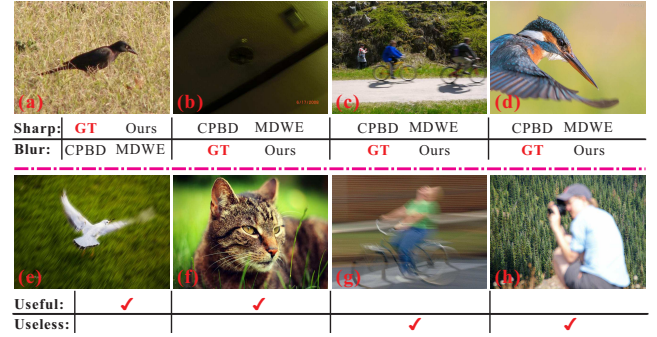 (a) (b) (c) (d)
Sharp: GT Ours CPBD MDWE CPBD MDWE CPBD MDWE
Blur: CPBD MDWE GT Ours GT Ours GT Ours
(e) (f) (g) (h)
Useful: ✓ ✓
Useless: ✓ ✓